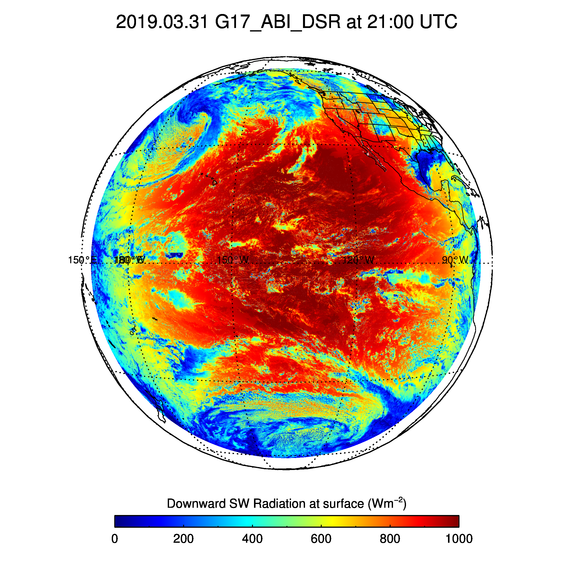 2019.03.31 G17_ABI_DSR at 21:00 UTC
150° E 180° W 150° W 120° W 90° W
Downward SW Radiation at surface (Wm⁻²)
0 200 400 600 800 1000